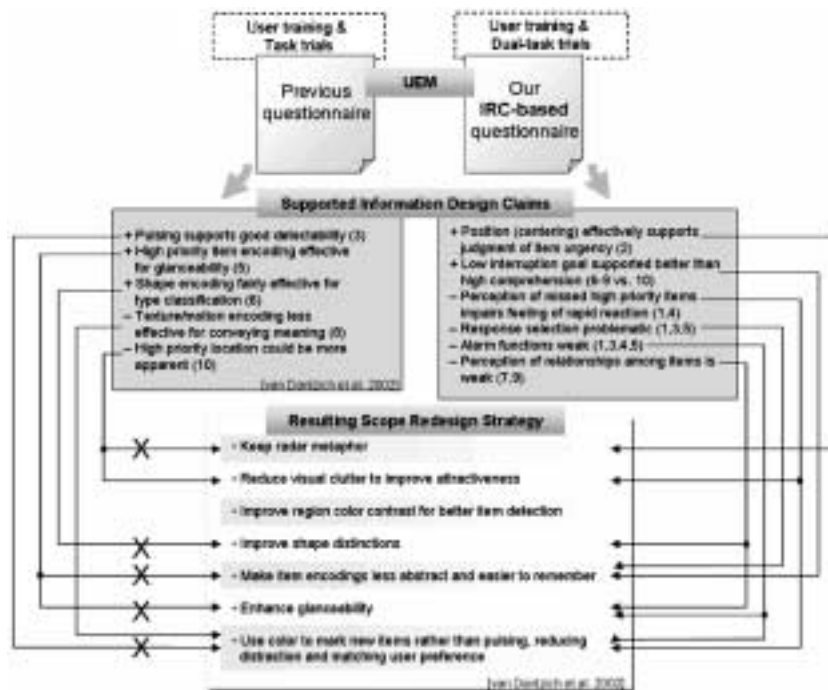 User training &
Task trials
User training &
Dual-task trials
UEM
Previous
questionnaire
Our
IRC-based
questionnaire
Supported Information Design Claims
+ Pulsing supports good detectability (3)
+ High priority item encoding effective
for glanceability (5)
+ Shape encoding fairly effective for
type classification (6)
– Texture/motion encoding less
effective for conveying meaning (6)
– High priority location could be more
apparent (10)
[van Dantzich et al. 2002]
+ Position (centering) effectively supports
judgment of item urgency (2)
+ Low interruption goal supported better than
high comprehension (6-9 vs. 10)
– Perception of missed high priority items
impairs feeling of rapid reaction (1,4)
– Response selection problematic (1,3,5)
– Alarm functions weak (1,3,4,5)
– Perception of relationships among items is
weak (7,9)
Resulting Scope Redesign Strategy
X - Keep radar metaphor
- Reduce visual clutter to improve attractiveness
- Improve region color contrast for better item detection
X - Improve shape distinctions
X - Make item encodings less abstract and easier to remember
X - Enhance glanceability
X - Use color to mark new items rather than pulsing, reducing
distraction and matching user preference
[van Dantzich et al. 2002]